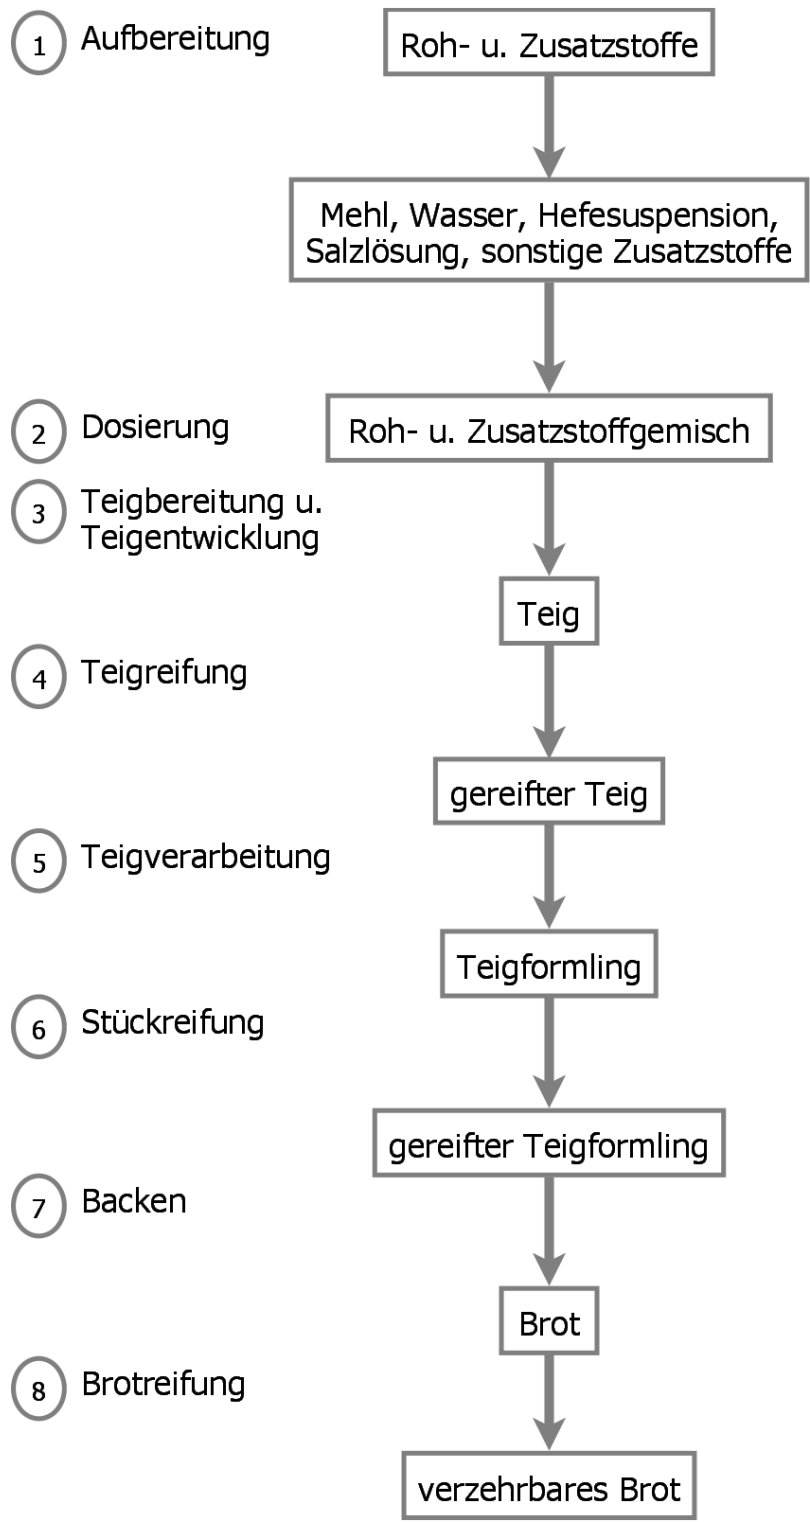 1 Aufbereitung
Roh- u. Zusatzstoffe
Mehl, Wasser, Hefesuspension,
Salzlösung, sonstige Zusatzstoffe
2 Dosierung
Roh- u. Zusatzstoffgemisch
3 Teigbereitung u.
Teigentwicklung
Teig
4 Teigreifung
gereifter Teig
5 Teigverarbeitung
Teigformling
6 Stückreifung
gereifter Teigformling
7 Backen
Brot
8 Brotreifung
verzehrbares Brot